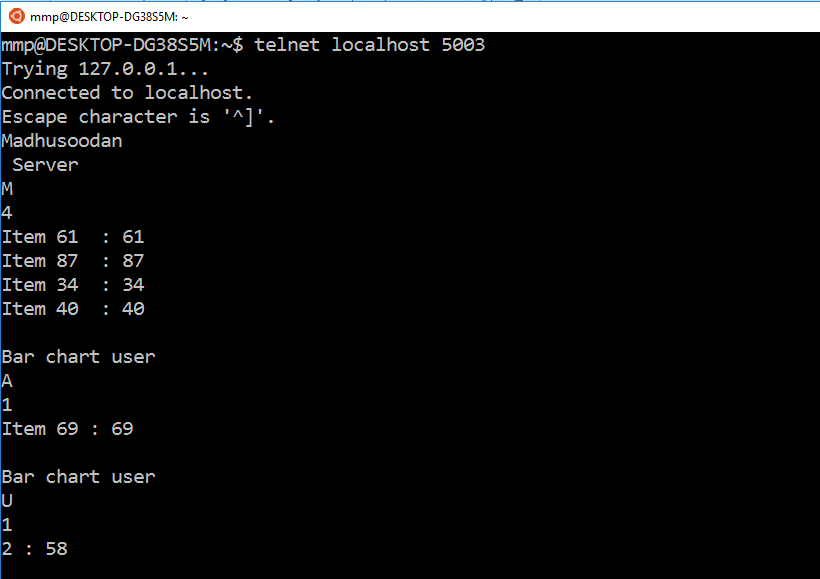 mmp@DESKTOP-DG38S5M: ~
mmp@DESKTOP-DG38S5M:~$ telnet localhost 5003
Trying 127.0.0.1...
Connected to localhost.
Escape character is '^]'.
Madhusoodan
 Server
M
4
Item 61  : 61
Item 87  : 87
Item 34  : 34
Item 40  : 40

Bar chart user
A
1
Item 69 : 69

Bar chart user
U
1
2 : 58